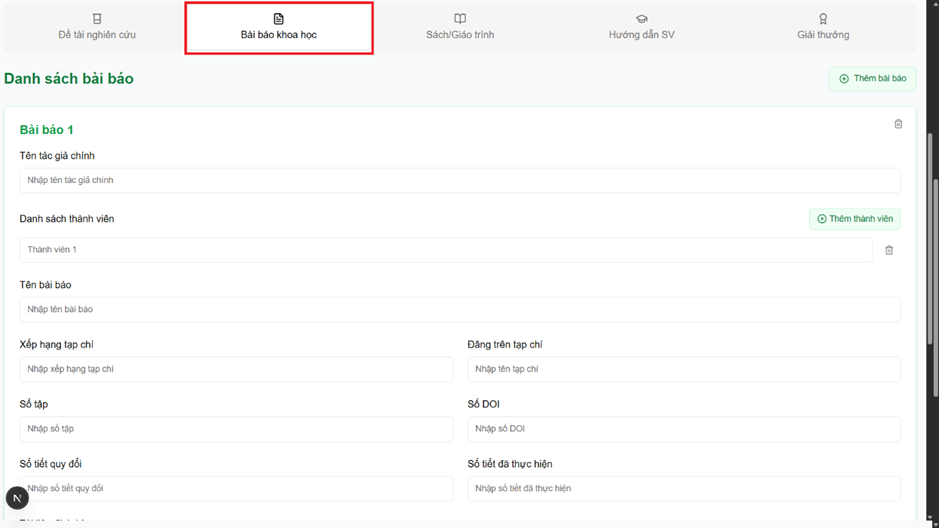 Đề tài nghiên cứu
Bài báo khoa học
Sách/Giáo trình
Hướng dẫn SV
Giải thưởng
Danh sách bài báo
Thêm bài báo
Bài báo 1
Tên tác giả chính
Nhập tên tác giả chính
Danh sách thành viên
Thêm thành viên
Thành viên 1
Tên bài báo
Nhập tên bài báo
Xếp hạng tạp chí
Đăng trên tạp chí
Nhập xếp hạng tạp chí
Nhập tên tạp chí
Số tập
Số DOI
Nhập số tập
Nhập số DOI
Số tiết quy đổi
Số tiết đã thực hiện
Nhập số tiết quy đổi
Nhập số tiết đã thực hiện
N